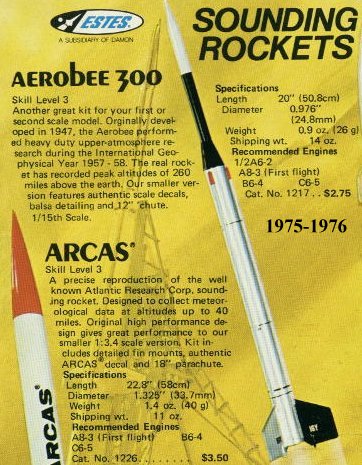 ESTES
A SUBSIDIARY OF DAMON
SOUNDING
ROCKETS
AEROBEE 300
Skill Level 3
Another great kit for your first or
second scale model. Orginally devel-
oped in 1947, the Aerobee perform-
ed heavy duty upper-atmosphere re-
search during the International Geo-
physical Year 1957 - 58. The real rock-
et has recorded peak altitudes of 260
miles above the earth. Our smaller ver-
sion features authentic scale decals,
balsa detailing and 12" chute.
1/15th Scale.
Specifications
Length 20" (50.8cm)
Diameter 0.976"
(24.8mm)
Weight 0.9 oz. (26 g)
Shipping wt. 14 oz.
Recommended Engines
1/2A6-2
A8-3 (First flight)
B6-4 C6-5
Cat. No. 1217 . . $2.75
1975-1976
ARCAS®
Skill Level 3
A precise reproduction of the well
known Atlantic Research Corp. sound-
ing rocket. Designed to collect meteor-
ological data at altitudes up to 40
miles. Original high performance de-
sign gives great performance to our
smaller 1:3.4 scale version. Kit in-
cludes detailed fin mounts, authentic
ARCAS® decal and 18" parachute.
Specifications
Length 22.8" (58cm)
Diameter 1.325" (33.7mm)
Weight 1.4 oz. (40 g)
Shipping wt. 11 oz.
Recommended Engines
A8-3 (First flight) B6-4
C6-5
Cat. No. 1226 . . . . . . . . $3.50
ARCAS®